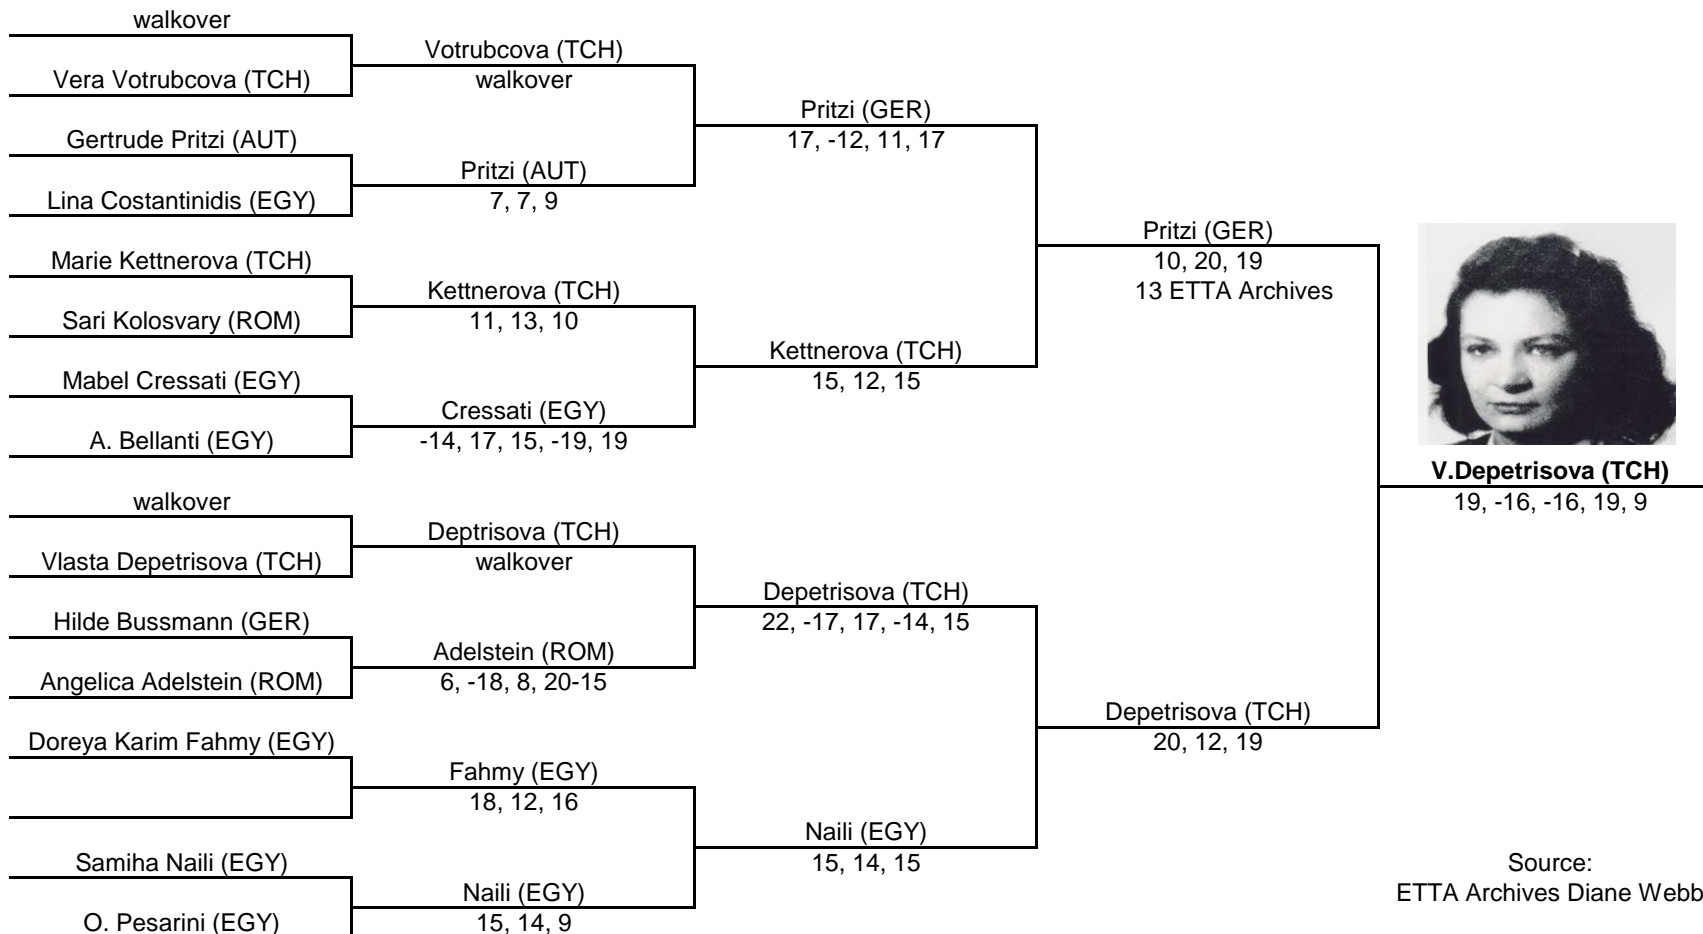 walkover
Vera Votrubcova (TCH)
Gertrude Pritzi (AUT)
Lina Costantinidis (EGY)
Marie Kettnerova (TCH)
Sari Kolosvary (ROM)
Mabel Cressati (EGY)
A. Bellanti (EGY)
walkover
Vlasta Depetrisova (TCH)
Hilde Bussmann (GER)
Angelica Adelstein (ROM)
Doreya Karim Fahmy (EGY)
Samiha Naili (EGY)
O. Pesarini (EGY)
Votrubcova (TCH)
walkover
Pritzi (AUT)
7, 7, 9
Kettnerova (TCH)
11, 13, 10
Cressati (EGY)
-14, 17, 15, -19, 19
Deptrisova (TCH)
walkover
Adelstein (ROM)
6, -18, 8, 20-15
Fahmy (EGY)
18, 12, 16
Naili (EGY)
15, 14, 9
Pritzi (GER)
17, -12, 11, 17
Kettnerova (TCH)
15, 12, 15
Depetrisova (TCH)
22, -17, 17, -14, 15
Naili (EGY)
15, 14, 15
Pritzi (GER)
10, 20, 19
13 ETTA Archives
Depetrisova (TCH)
20, 12, 19
V.Depetrisova (TCH)
19, -16, -16, 19, 9
Source:
ETTA Archives Diane Webb